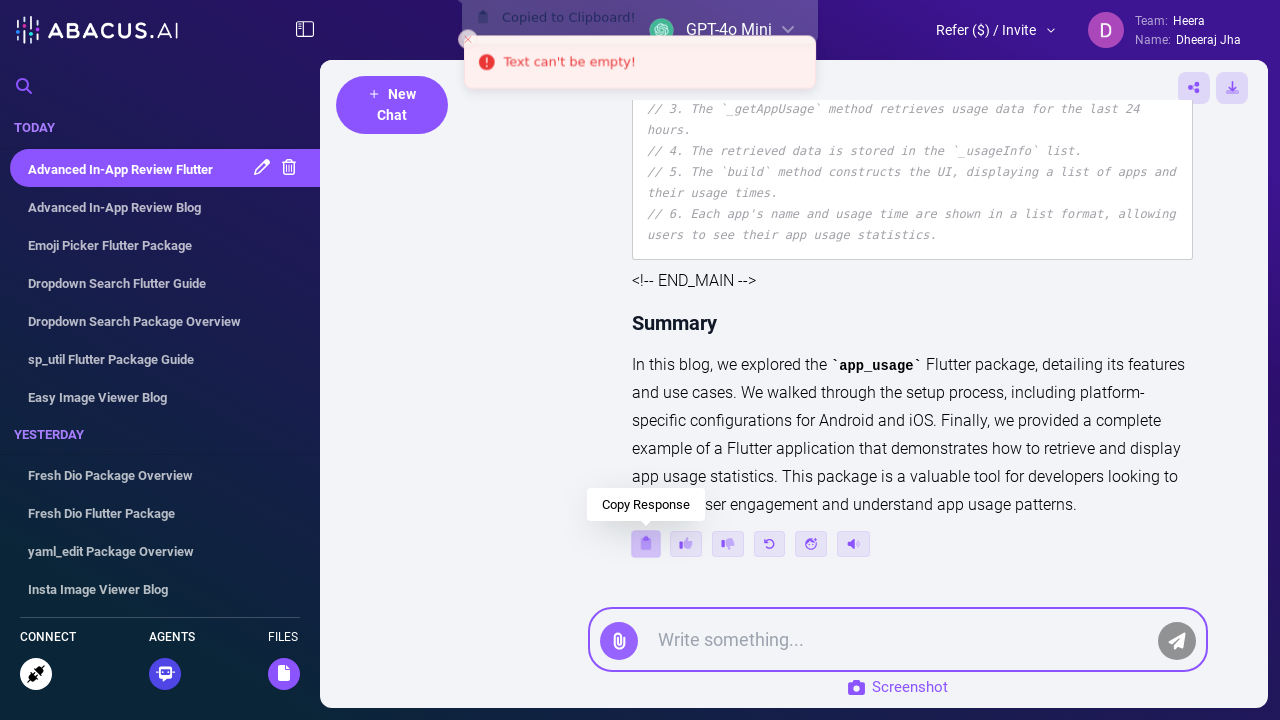 ABACUS.AI
Copied to Clipboard!
GPT-4o Mini
Refer ($) / Invite
D
Team: Heera
Name: Dheeraj Jha
Text can't be empty!
+ New
Chat
TODAY
Advanced In-App Review Flutter
Advanced In-App Review Blog
Emoji Picker Flutter Package
Dropdown Search Flutter Guide
Dropdown Search Package Overview
sp_util Flutter Package Guide
Easy Image Viewer Blog
YESTERDAY
Fresh Dio Package Overview
Fresh Dio Flutter Package
yaml_edit Package Overview
Insta Image Viewer Blog
CONNECT
AGENTS
FILES
// 3. The `_getAppUsage` method retrieves usage data for the last 24
hours.
// 4. The retrieved data is stored in the `_usageInfo` list.
// 5. The `build` method constructs the UI, displaying a list of apps and
their usage times.
// 6. Each app's name and usage time are shown in a list format, allowing
users to see their app usage statistics.
<!-- END_MAIN -->
Summary
In this blog, we explored the `app_usage` Flutter package, detailing its features
and use cases. We walked through the setup process, including platform-
specific configurations for Android and iOS. Finally, we provided a complete
example of a Flutter application that demonstrates how to retrieve and display
app usage statistics. This package is a valuable tool for developers looking to
ser engagement and understand app usage patterns.
Copy Response
Write something...
Screenshot